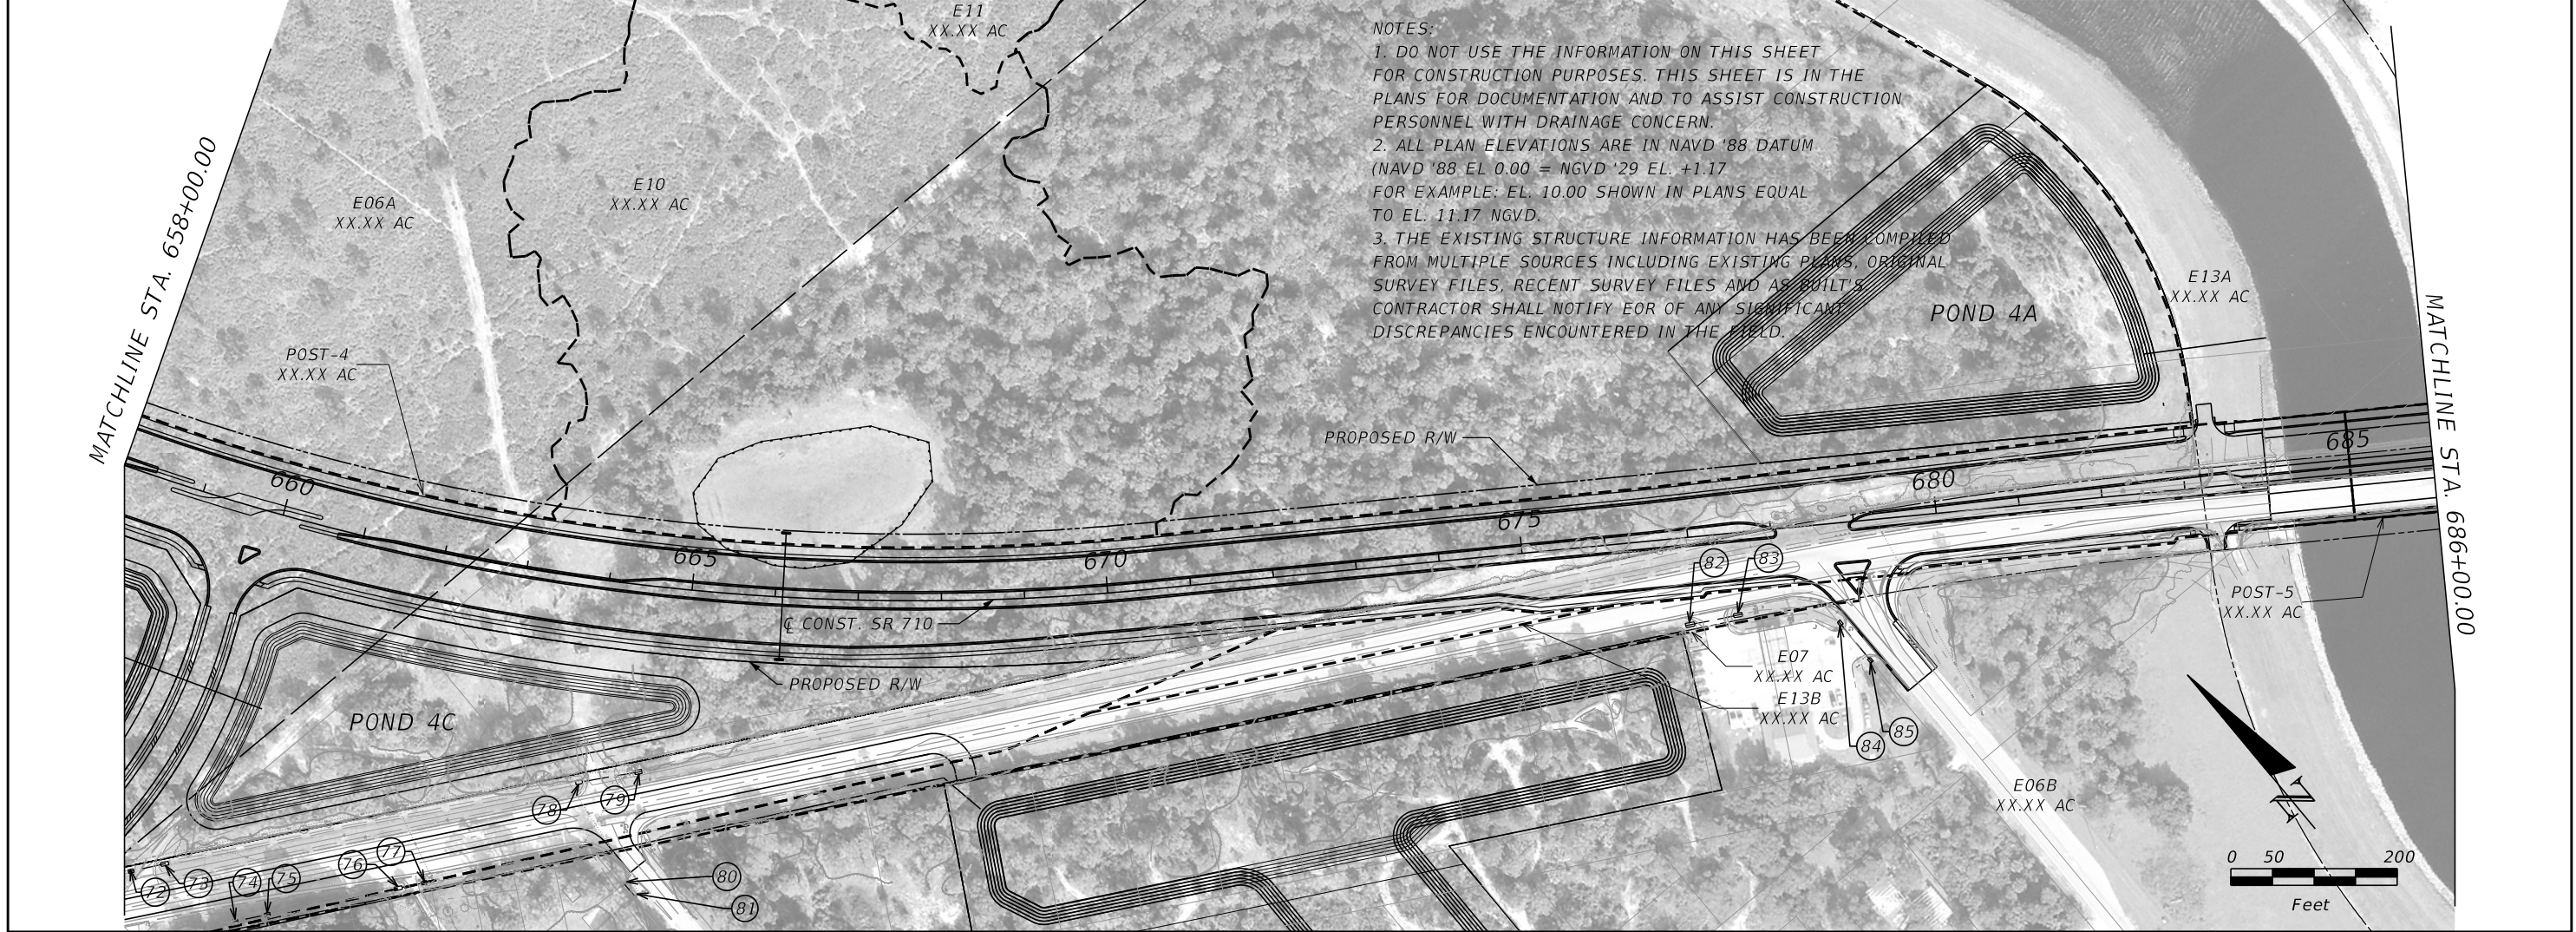 E11
XX.XX AC
NOTES:
1. DO NOT USE THE INFORMATION ON THIS SHEET
FOR CONSTRUCTION PURPOSES. THIS SHEET IS IN THE
PLANS FOR DOCUMENTATION AND TO ASSIST CONSTRUCTION
PERSONNEL WITH DRAINAGE CONCERN.
2. ALL PLAN ELEVATIONS ARE IN NAVD '88 DATUM
(NAVD '88 EL 0.00 = NGVD '29 EL. +1.17
FOR EXAMPLE: EL. 10.00 SHOWN IN PLANS EQUAL
TO EL. 11.17 NGVD.
3. THE EXISTING STRUCTURE INFORMATION HAS BEEN COMPILED
FROM MULTIPLE SOURCES INCLUDING EXISTING PLANS, ORIGINAL
SURVEY FILES, RECENT SURVEY FILES AND AS BUILT'S.
CONTRACTOR SHALL NOTIFY EOR OF ANY SIGNIFICANT
DISCREPANCIES ENCOUNTERED IN THE FIELD.
MATCHLINE STA. 658+00.00
E06A
XX.XX AC
E10
XX.XX AC
E13A
XX.XX AC
POND 4A
MATCHLINE STA. 686+00.00
POST-4
XX.XX AC
PROPOSED R/W
660
665
670
675
680
685
82
83
℄ CONST. SR 710
PROPOSED R/W
POST-5
XX.XX AC
E07
XX.XX AC
E13B
XX.XX AC
POND 4C
84
85
E06B
XX.XX AC
78
79
72
73
74
75
76
77
80
81
N
0 50 200
Feet